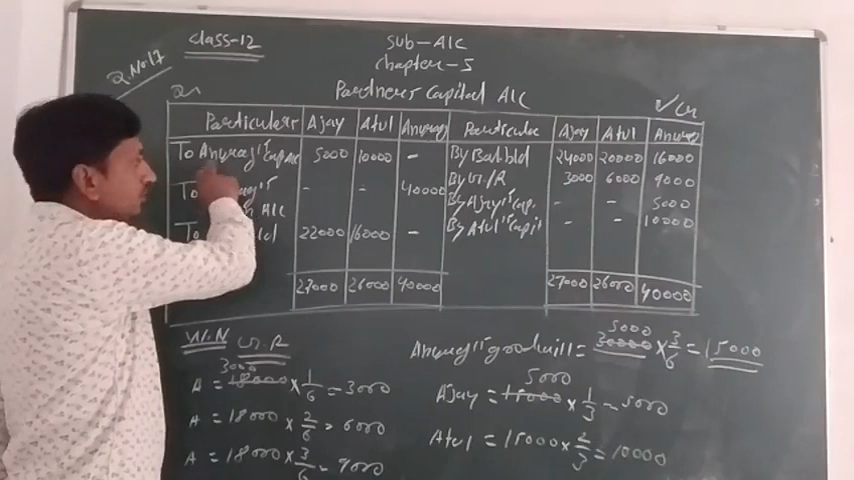 Class-12
Sub-A/C
Chapter-5
Q.No.17
Partner Capital A/C
Dr
Cr
Particulars Ajay Atul Anurag Particular Ajay Atul Anurag
To Anurag's Cap A/C 5000 10000 - By Bal b/d 24000 20000 16000
To - - 40000 By G/R 3000 6000 9000
A/C By Ajay's Cap. - - 5000
To 22000 16000 - By Atul's Capi - - 10000
27000 26000 40000 27000 26000 40000
W.N G.R
3000
A = 18000 × 1/6 = 3000
A = 18000 × 2/6 = 6000
A = 18000 × 3/6 = 9000
5000
Anurag's goodwill = 30000 × 3/6 = 15000
5000
Ajay = 15000 × 1/3 = 5000
Atul = 15000 × 2/3 = 10000